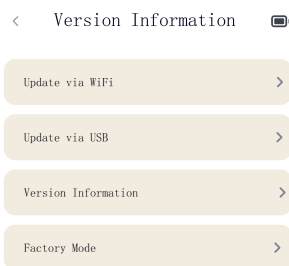 Version Information
Update via WiFi
Update via USB
Version Information
Factory Mode